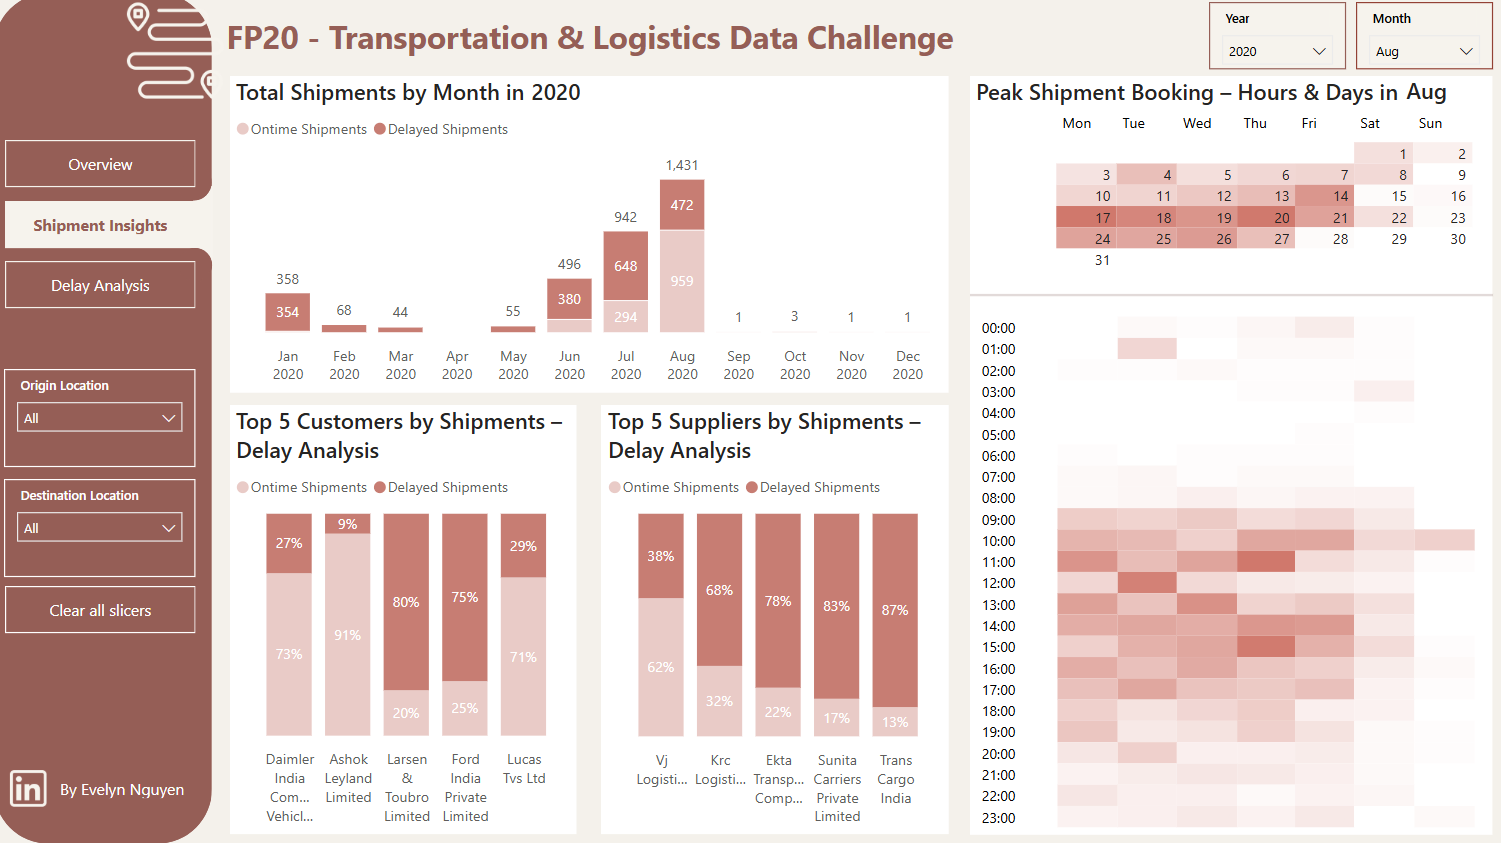 FP20 - Transportation & Logistics Data Challenge
Year
2020
Month
Aug
Overview
Shipment Insights
Delay Analysis
Origin Location
All
Destination Location
All
Clear all slicers
in
By Evelyn Nguyen
Total Shipments by Month in 2020
Ontime Shipments Delayed Shipments
1,431
942
496
358
68
44
55
1
3
1
1
354
380
648
294
472
959
Jan Feb Mar Apr May Jun Jul Aug Sep Oct Nov Dec
2020 2020 2020 2020 2020 2020 2020 2020 2020 2020 2020 2020
Top 5 Customers by Shipments –
Delay Analysis
Ontime Shipments Delayed Shipments
27% 9% 80% 75% 29%
73% 91% 20% 25% 71%
Daimler
India
Com...
Vehicl...
Ashok
Leyland
Limited
Larsen
&
Toubro
Limited
Ford
India
Private
Limited
Lucas
Tvs Ltd
Top 5 Suppliers by Shipments –
Delay Analysis
Ontime Shipments Delayed Shipments
38% 68% 78% 83% 87%
62% 32% 22% 17% 13%
Vj
Logisti...
Krc
Logisti...
Ekta
Transp...
Comp...
Sunita
Carriers
Private
Limited
Trans
Cargo
India
Peak Shipment Booking – Hours & Days in Aug
Mon Tue Wed Thu Fri Sat Sun
1 2
3 4 5 6 7 8 9
10 11 12 13 14 15 16
17 18 19 20 21 22 23
24 25 26 27 28 29 30
31
00:00
01:00
02:00
03:00
04:00
05:00
06:00
07:00
08:00
09:00
10:00
11:00
12:00
13:00
14:00
15:00
16:00
17:00
18:00
19:00
20:00
21:00
22:00
23:00